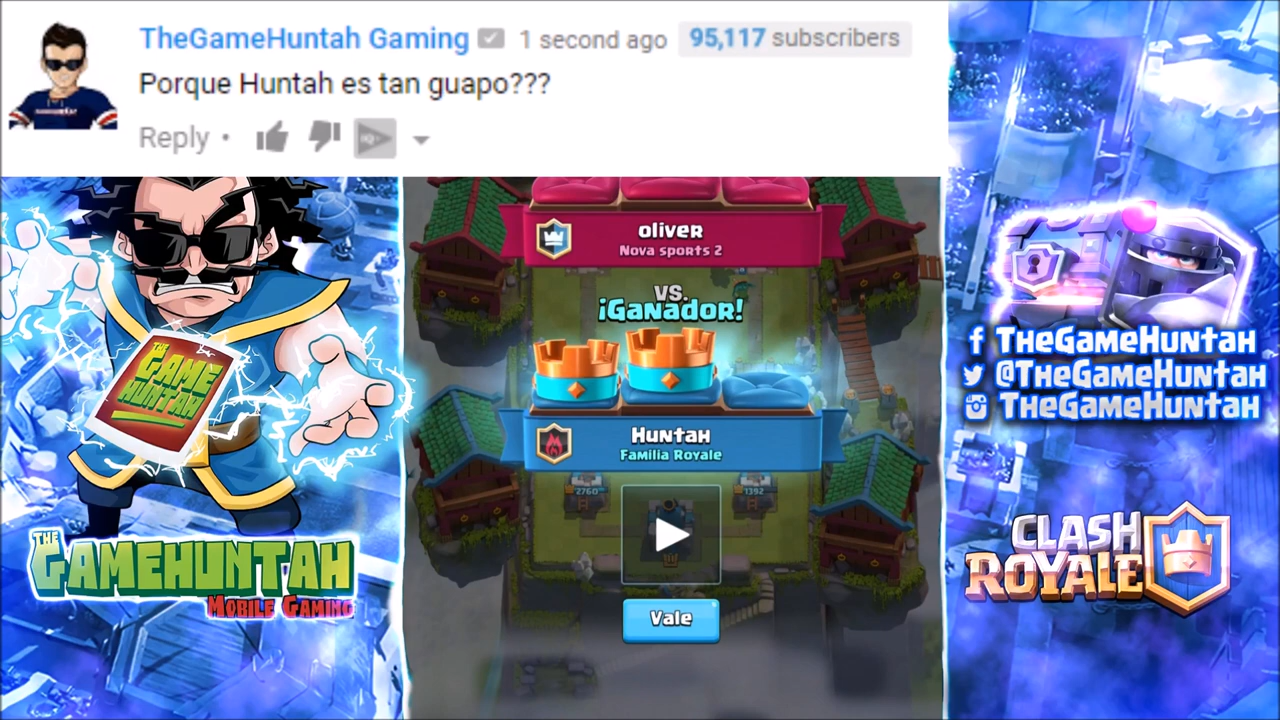 TheGameHuntah Gaming 1 second ago 95,117 subscribers
Porque Huntah es tan guapo???
Reply •
oliver
Nova sports 2
VS.
¡Ganador!
Huntah
Familia Royale
2760
1392
Vale
THE
GAME
HUNTAH
THE
GAMEHUNTAH
MOBILE GAMING
f TheGameHuntah
@TheGameHuntah
TheGameHuntah
CLASH
ROYALE